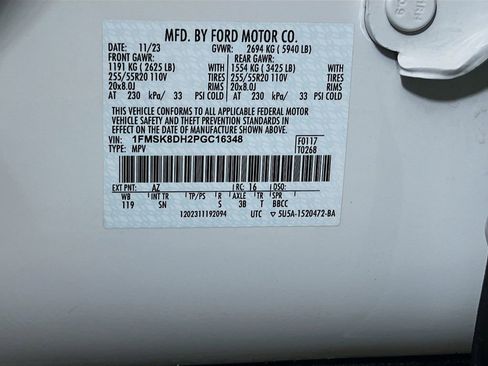 MFD. BY FORD MOTOR CO.
DATE: 11/23 GVWR: 2694 KG ( 5940 LB)
FRONT GAWR: REAR GAWR:
1191 KG ( 2625 LB) WITH 1554 KG ( 3425 LB) WITH
255/55R20 110V TIRES 255/55R20 110V TIRES
20x8.0J RIMS 20x8.0J RIMS
AT 230 kPa/ 33 PSI COLD AT 230 kPa/ 33 PSI COLD
THIS VEHICLE CONFORMS TO ALL APPLICABLE FEDERAL MOTOR
VEHICLE SAFETY AND THEFT PREVENTION STANDARDS
IN EFFECT ON THE DATE OF MANUFACTURE SHOWN ABOVE.
VIN: 1FMSK8DH2PGC16348 F0117
TYPE: MPV T0268
EXT PNT: AZ RC: 16 DSO:
WB INT TR TP/PS R AXLE TR SPR
119 SN S 3B T BBCC
1202311192094 UTC 5U5A-1520472-BA